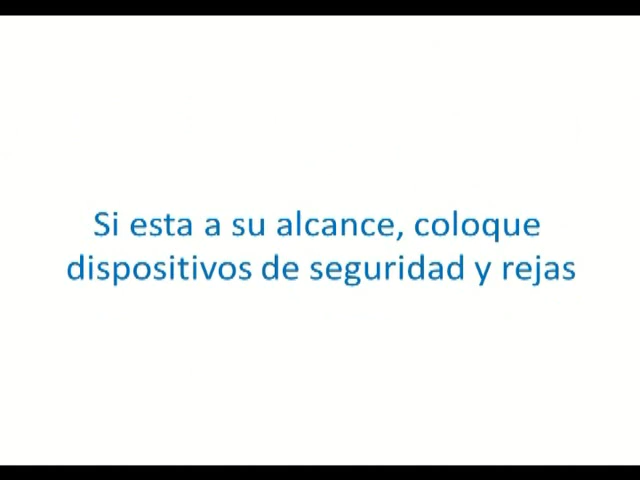 Si esta a su alcance, coloque
dispositivos de seguridad y rejas